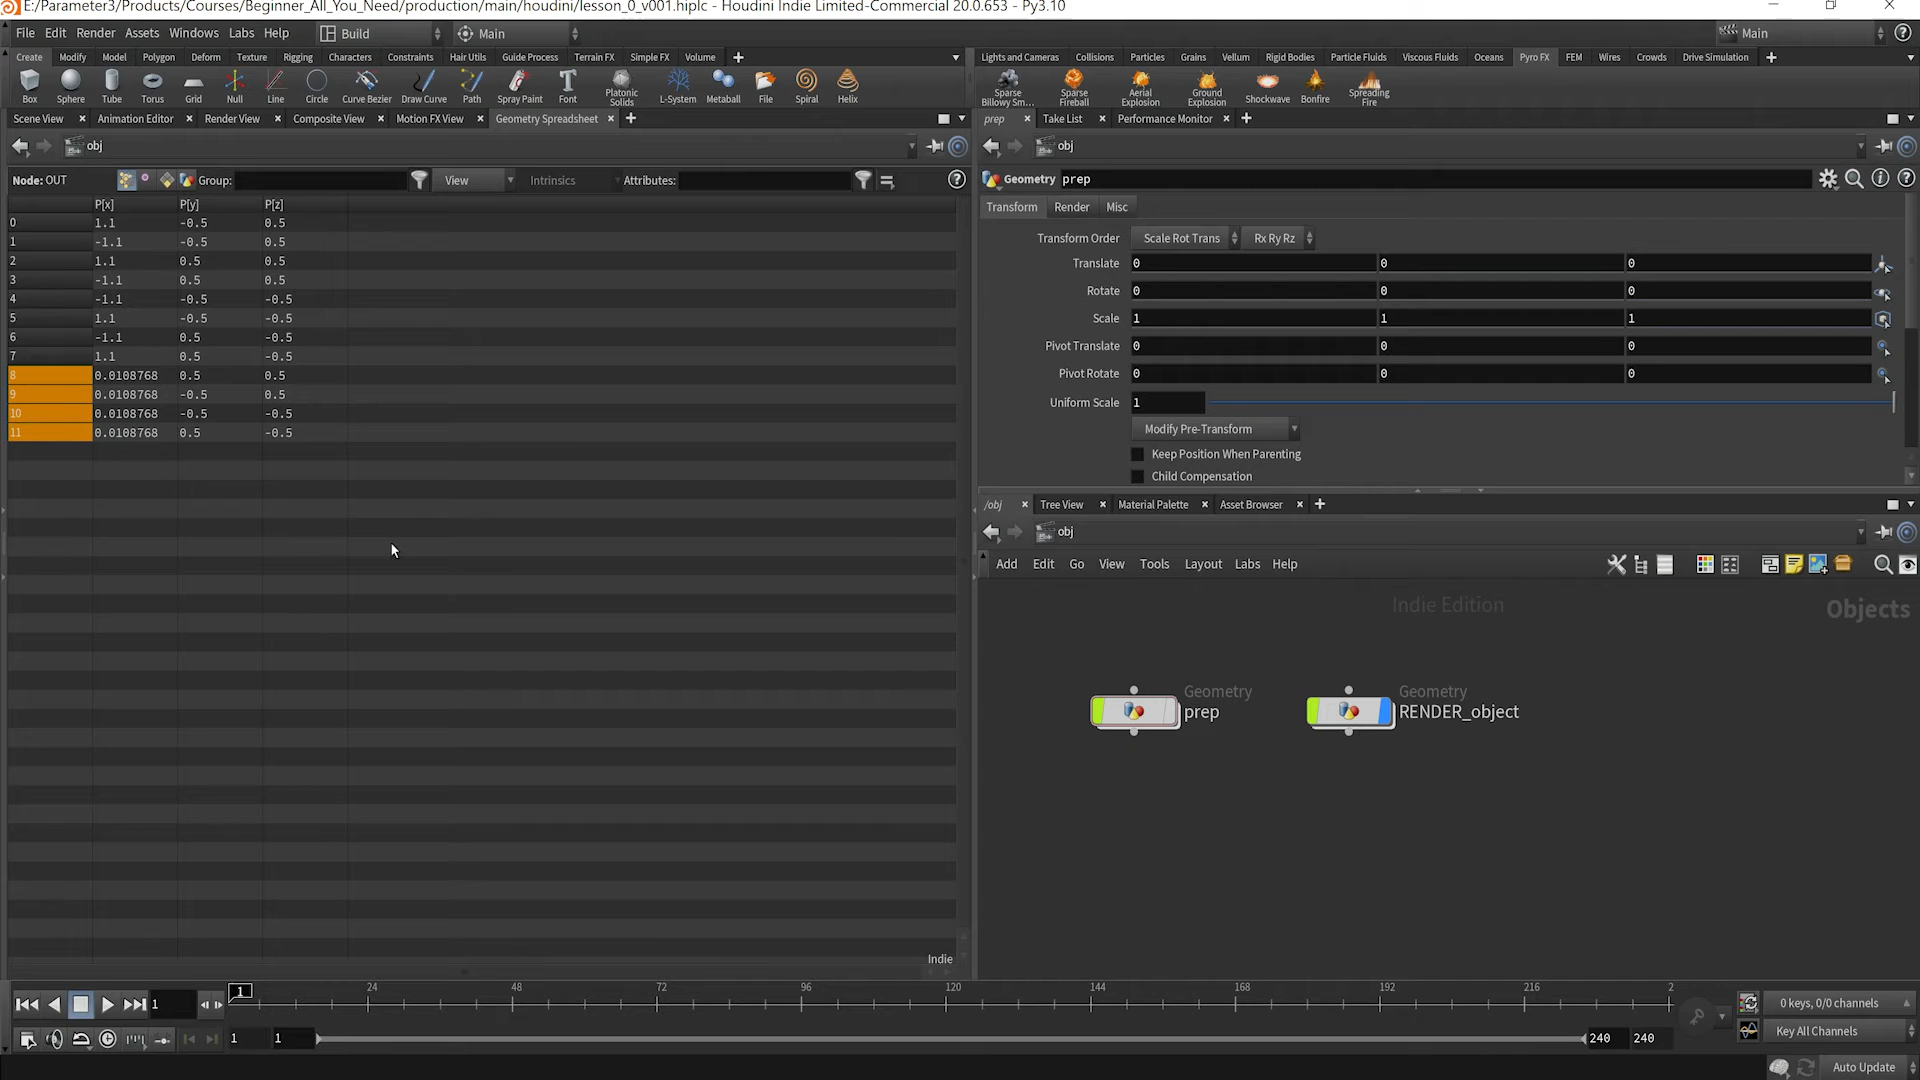 E:/Parameter3/Products/Courses/Beginner_All_You_Need/production/main/houdini/lesson_0_v001.hiplc - Houdini Indie Limited-Commercial 20.0.653 - Py3.10
File Edit Render Assets Windows Labs Help Build Main Main
Create Modify Model Polygon Deform Texture Rigging Characters Constraints Hair Utils Guide Process Terrain FX Simple FX Volume
Lights and Cameras Collisions Particles Grains Vellum Rigid Bodies Particle Fluids Viscous Fluids Oceans Pyro FX FEM Wires Crowds Drive Simulation
Box Sphere Tube Torus Grid Null Line Circle Curve Bezier Draw Curve Path Spray Paint Font Platonic Solids L-System Metaball File Spiral Helix
Sparse Billowy Sm... Sparse Fireball Aerial Explosion Ground Explosion Shockwave Bonfire Spreading Fire
Scene View Animation Editor Render View Composite View Motion FX View Geometry Spreadsheet
prep Take List Performance Monitor
obj
obj
Node: OUT Group: View Intrinsics Attributes:
Geometry prep
P[x] P[y] P[z]
0 1.1 -0.5 0.5
1 -1.1 -0.5 0.5
2 1.1 0.5 0.5
3 -1.1 0.5 0.5
4 -1.1 -0.5 -0.5
5 1.1 -0.5 -0.5
6 -1.1 0.5 -0.5
7 1.1 0.5 -0.5
8 0.0108768 0.5 0.5
9 0.0108768 -0.5 0.5
10 0.0108768 -0.5 -0.5
11 0.0108768 0.5 -0.5
Transform Render Misc
Transform Order Scale Rot Trans Rx Ry Rz
Translate 0 0 0
Rotate 0 0 0
Scale 1 1 1
Pivot Translate 0 0 0
Pivot Rotate 0 0 0
Uniform Scale 1
Modify Pre-Transform
Keep Position When Parenting
Child Compensation
/obj Tree View Material Palette Asset Browser
obj
Add Edit Go View Tools Layout Labs Help
Indie Edition
Objects
Geometry
prep
Geometry
RENDER_object
Indie
1 1 24 48 72 96 120 144 168 192 216 2
0 keys, 0/0 channels
1 1 240 240
Key All Channels
Auto Update